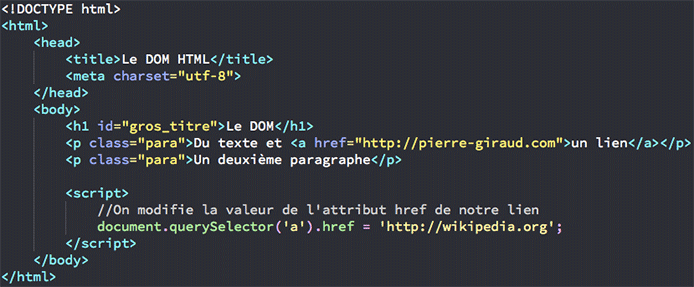 <!DOCTYPE html>
<html>
    <head>
        <title>Le DOM HTML</title>
        <meta charset="utf-8">
    </head>
    <body>
        <h1 id="gros_titre">Le DOM</h1>
        <p class="para">Du texte et <a href="http://pierre-giraud.com">un lien</a></p>
        <p class="para">Un deuxième paragraphe</p>

        <script>
            //On modifie la valeur de l'attribut href de notre lien
            document.querySelector('a').href = 'http://wikipedia.org';
        </script>
    </body>
</html>